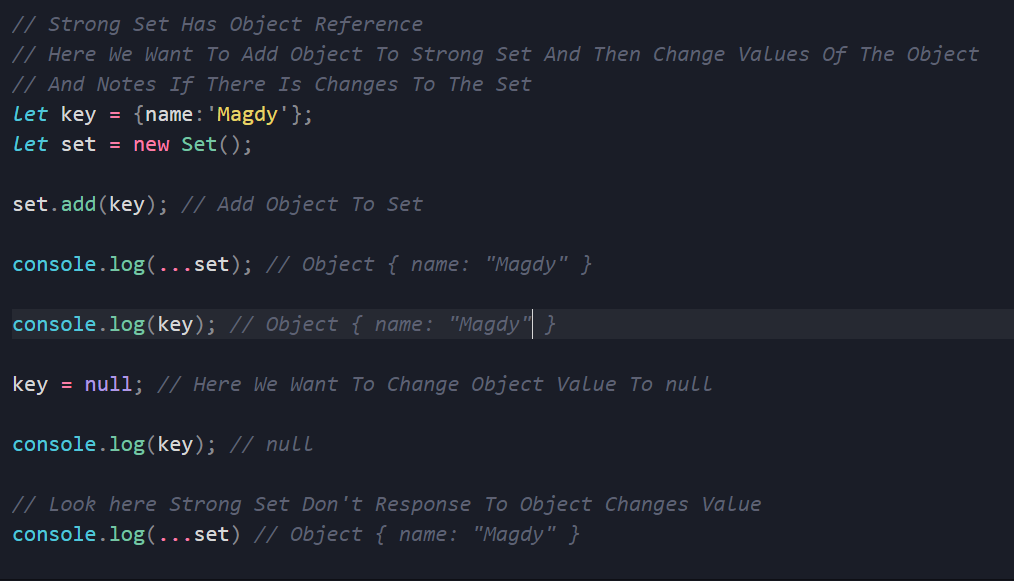 // Strong Set Has Object Reference
// Here We Want To Add Object To Strong Set And Then Change Values Of The Object
// And Notes If There Is Changes To The Set
let key = {name:'Magdy'};
let set = new Set();
set.add(key); // Add Object To Set
console.log(...set); // Object { name: "Magdy" }
console.log(key); // Object { name: "Magdy" }
key = null; // Here We Want To Change Object Value To null
console.log(key); // null
// Look here Strong Set Don't Response To Object Changes Value
console.log(...set) // Object { name: "Magdy" }